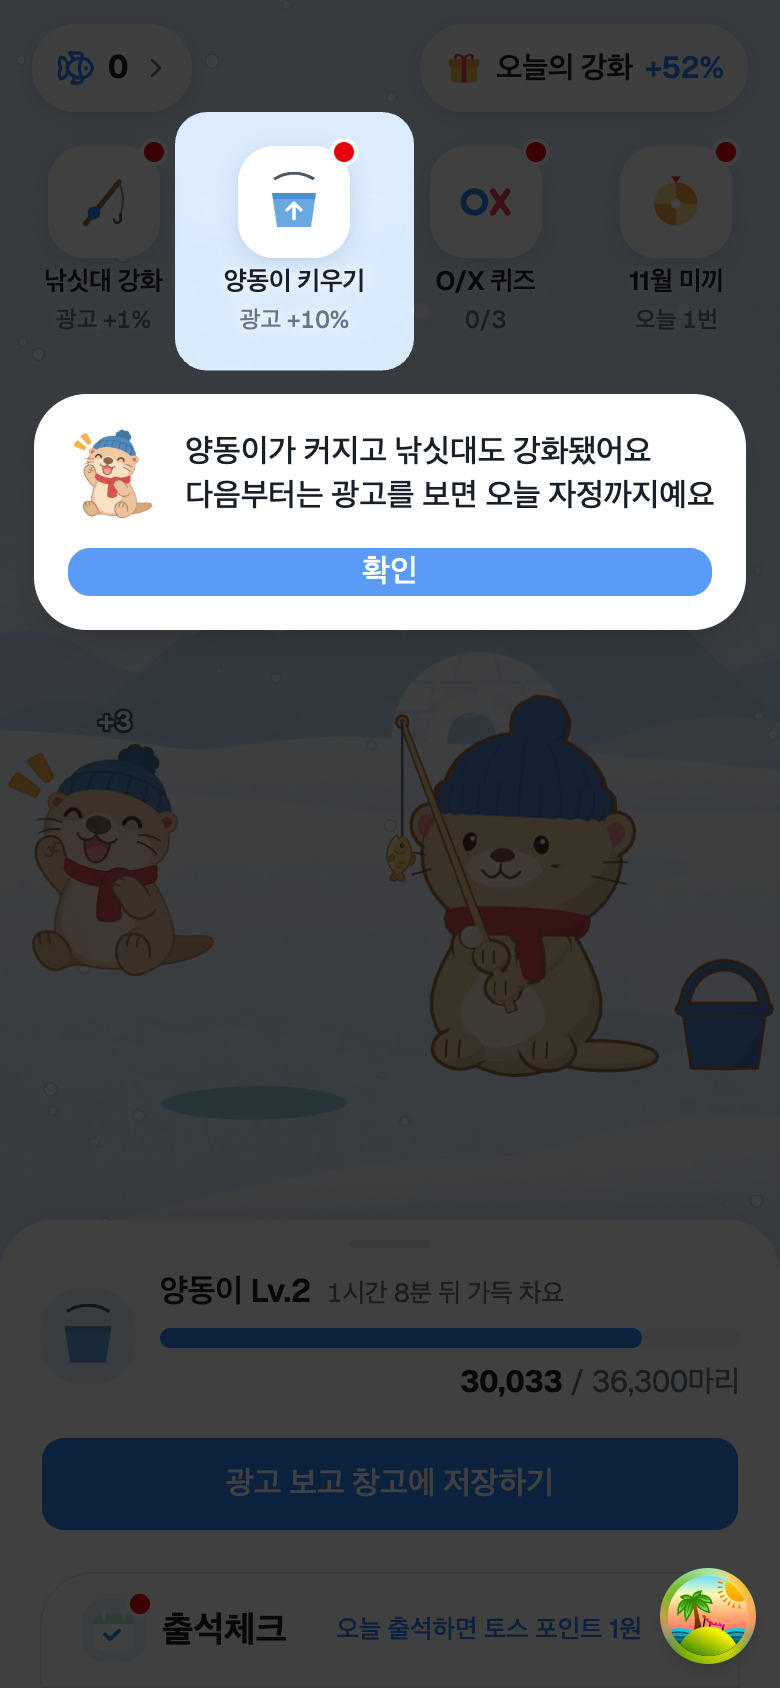 0
오늘의 강화 +52%
OX
낚싯대 강화
광고 +1%
양동이 키우기
광고 +10%
O/X 퀴즈
0/3
11월 미끼
오늘 1번
양동이가 커지고 낚싯대도 강화됐어요
다음부터는 광고를 보면 오늘 자정까지예요
확인
+3
양동이 Lv.2 1시간 8분 뒤 가득 차요
30,033 / 36,300마리
광고 보고 창고에 저장하기
출석체크 오늘 출석하면 토스 포인트 1원